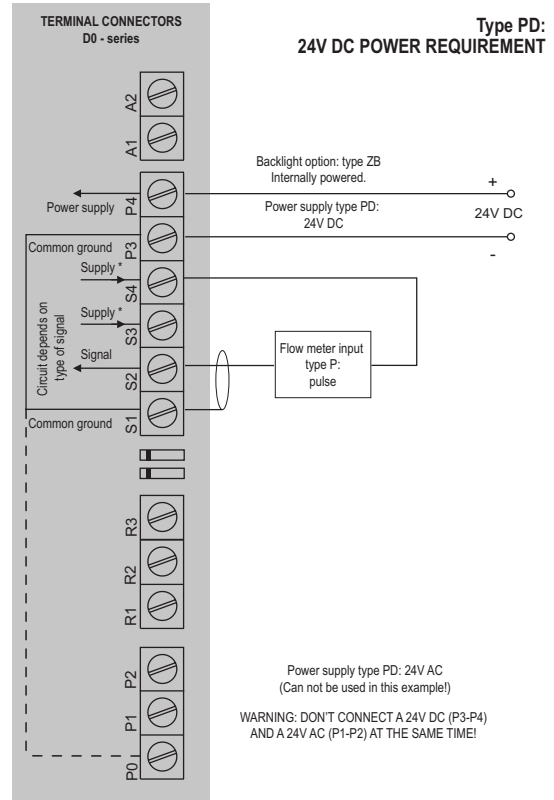 TERMINAL CONNECTORS
D0 - series
Type PD:
24V DC POWER REQUIREMENT
A2
A1
Backlight option: type ZB
Internally powered.
+
Power supply
P4
Power supply type PD:
24V DC
24V DC
Common ground
P3
-
Supply *
S4
Supply *
S3
Circuit depends on
type of signal
Signal
S2
Flow meter input
type P:
pulse
Common ground
S1
R3
R2
R1
P2
Power supply type PD: 24V AC
(Can not be used in this example!)
P1
WARNING: DON'T CONNECT A 24V DC (P3-P4)
AND A 24V AC (P1-P2) AT THE SAME TIME!
P0